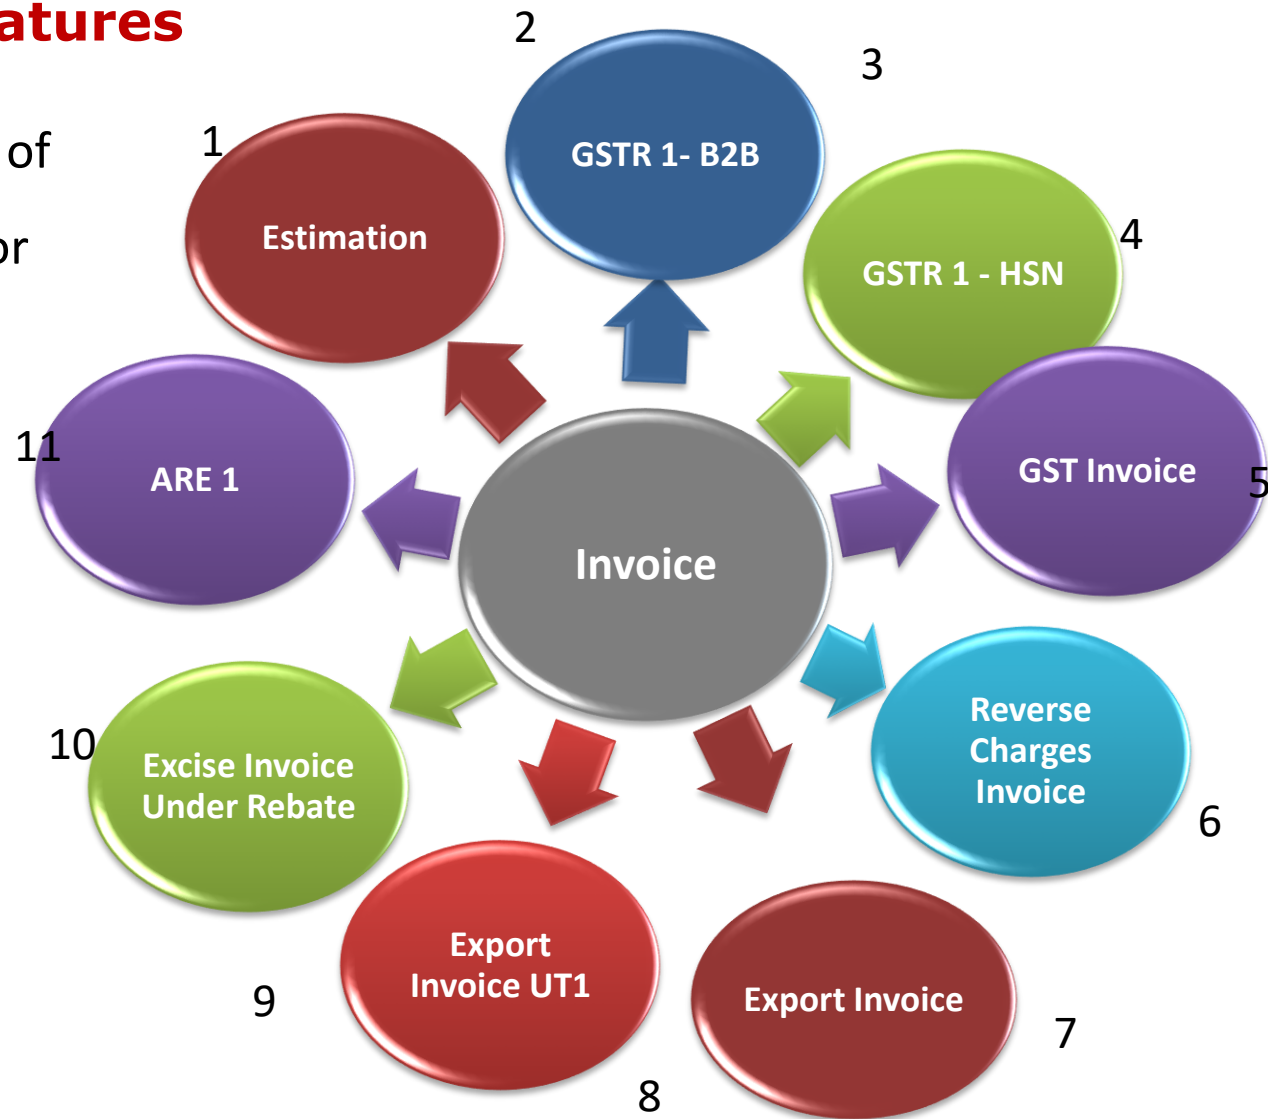 atures
2
3
of
1
GSTR 1- B2B
or
Estimation
4
GSTR 1 - HSN
11
ARE 1
GST Invoice
5
Invoice
Reverse
Charges
Invoice
10
Excise Invoice
Under Rebate
6
Export
Invoice UT1
Export Invoice
9
7
8